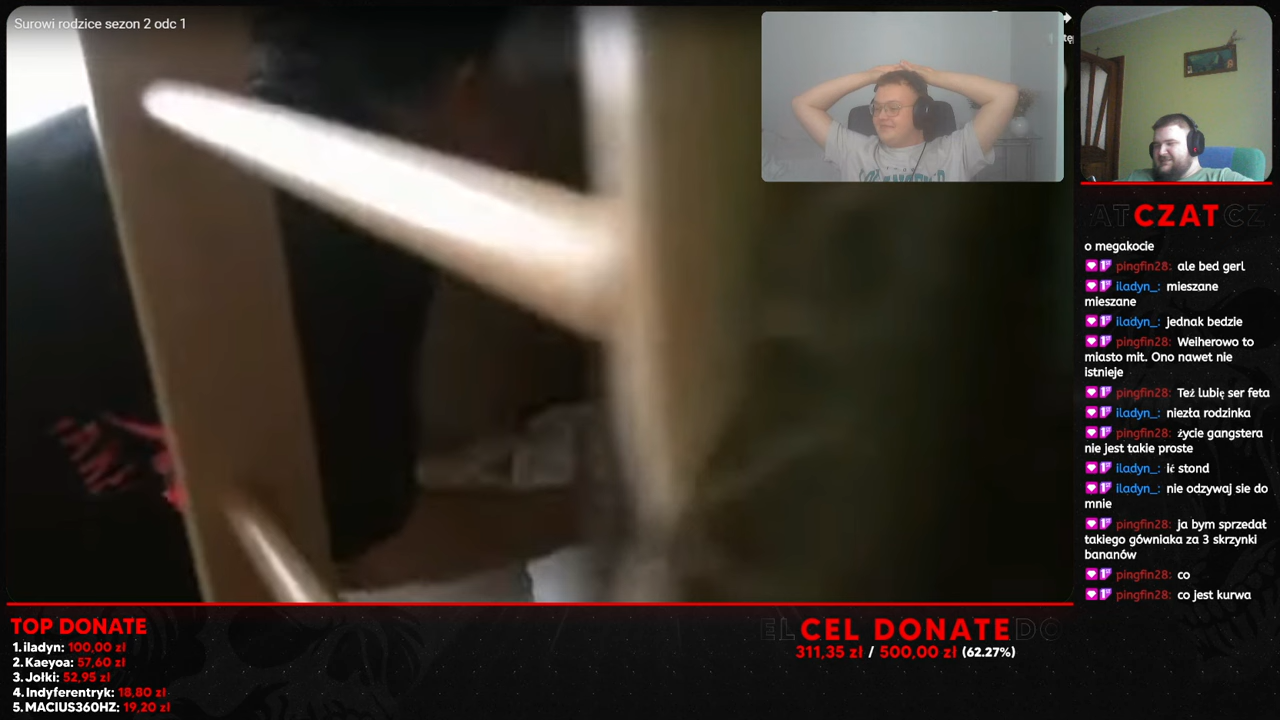 Surowi rodzice sezon 2 odc 1
CZAT
o megakocie
pingfin28: ale bed gerl
iladyn_: mieszane
mieszane
iladyn_: jednak bedzie
pingfin28: Weiherowo to
miasto mit. Ono nawet nie
istnieje
pingfin28: Też lubię ser feta
iladyn_: niezła rodzinka
pingfin28: życie gangstera
nie jest takie proste
iladyn_: ić stond
iladyn_: nie odzywaj sie do
mnie
pingfin28: ja bym sprzedał
takiego gówniaka za 3 skrzynki
bananów
pingfin28: co
pingfin28: co jest kurwa
TOP DONATE
1. iladyn: 100,00 zł
2. Kaeyoa: 57,60 zł
3. Jołki: 52,95 zł
4. Indyferentryk: 18,80 zł
5. MACIUS360HZ: 19,20 zł
CEL DONATE
311,35 zł / 500,00 zł (62.27%)